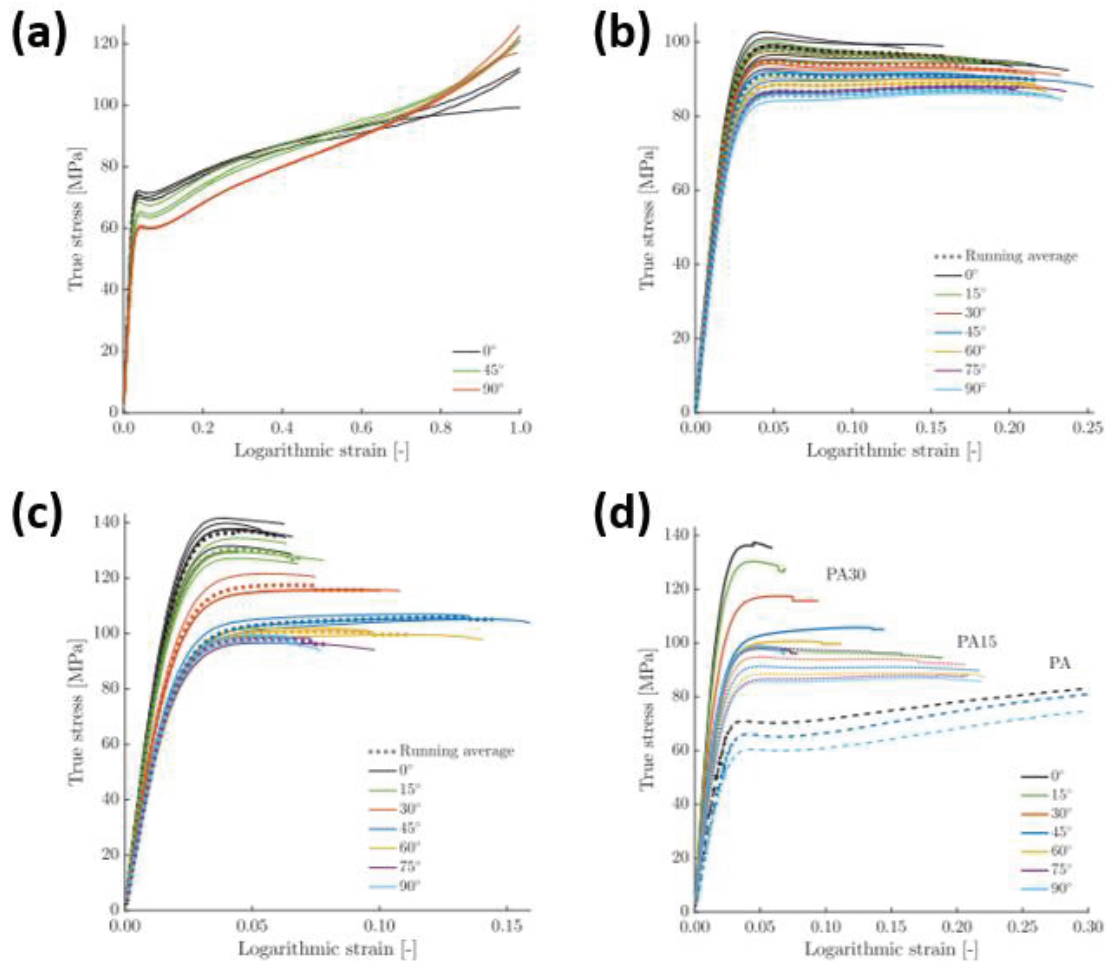 (a)
True stress [MPa]
120
100
80
60
40
20
0
0°
45°
90°
0.0 0.2 0.4 0.6 0.8 1.0
Logarithmic strain [-]
(b)
True stress [MPa]
100
80
60
40
20
0
Running average
0°
15°
30°
45°
60°
75°
90°
0.00 0.05 0.10 0.15 0.20 0.25
Logarithmic strain [-]
(c)
True stress [MPa]
140
120
100
80
60
40
20
0
Running average
0°
15°
30°
45°
60°
75°
90°
0.00 0.05 0.10 0.15
Logarithmic strain [-]
(d)
True stress [MPa]
140
120
100
80
60
40
20
0
PA30
PA15
PA
0°
15°
30°
45°
60°
75°
90°
0.00 0.05 0.10 0.15 0.20 0.25 0.30
Logarithmic strain [-]